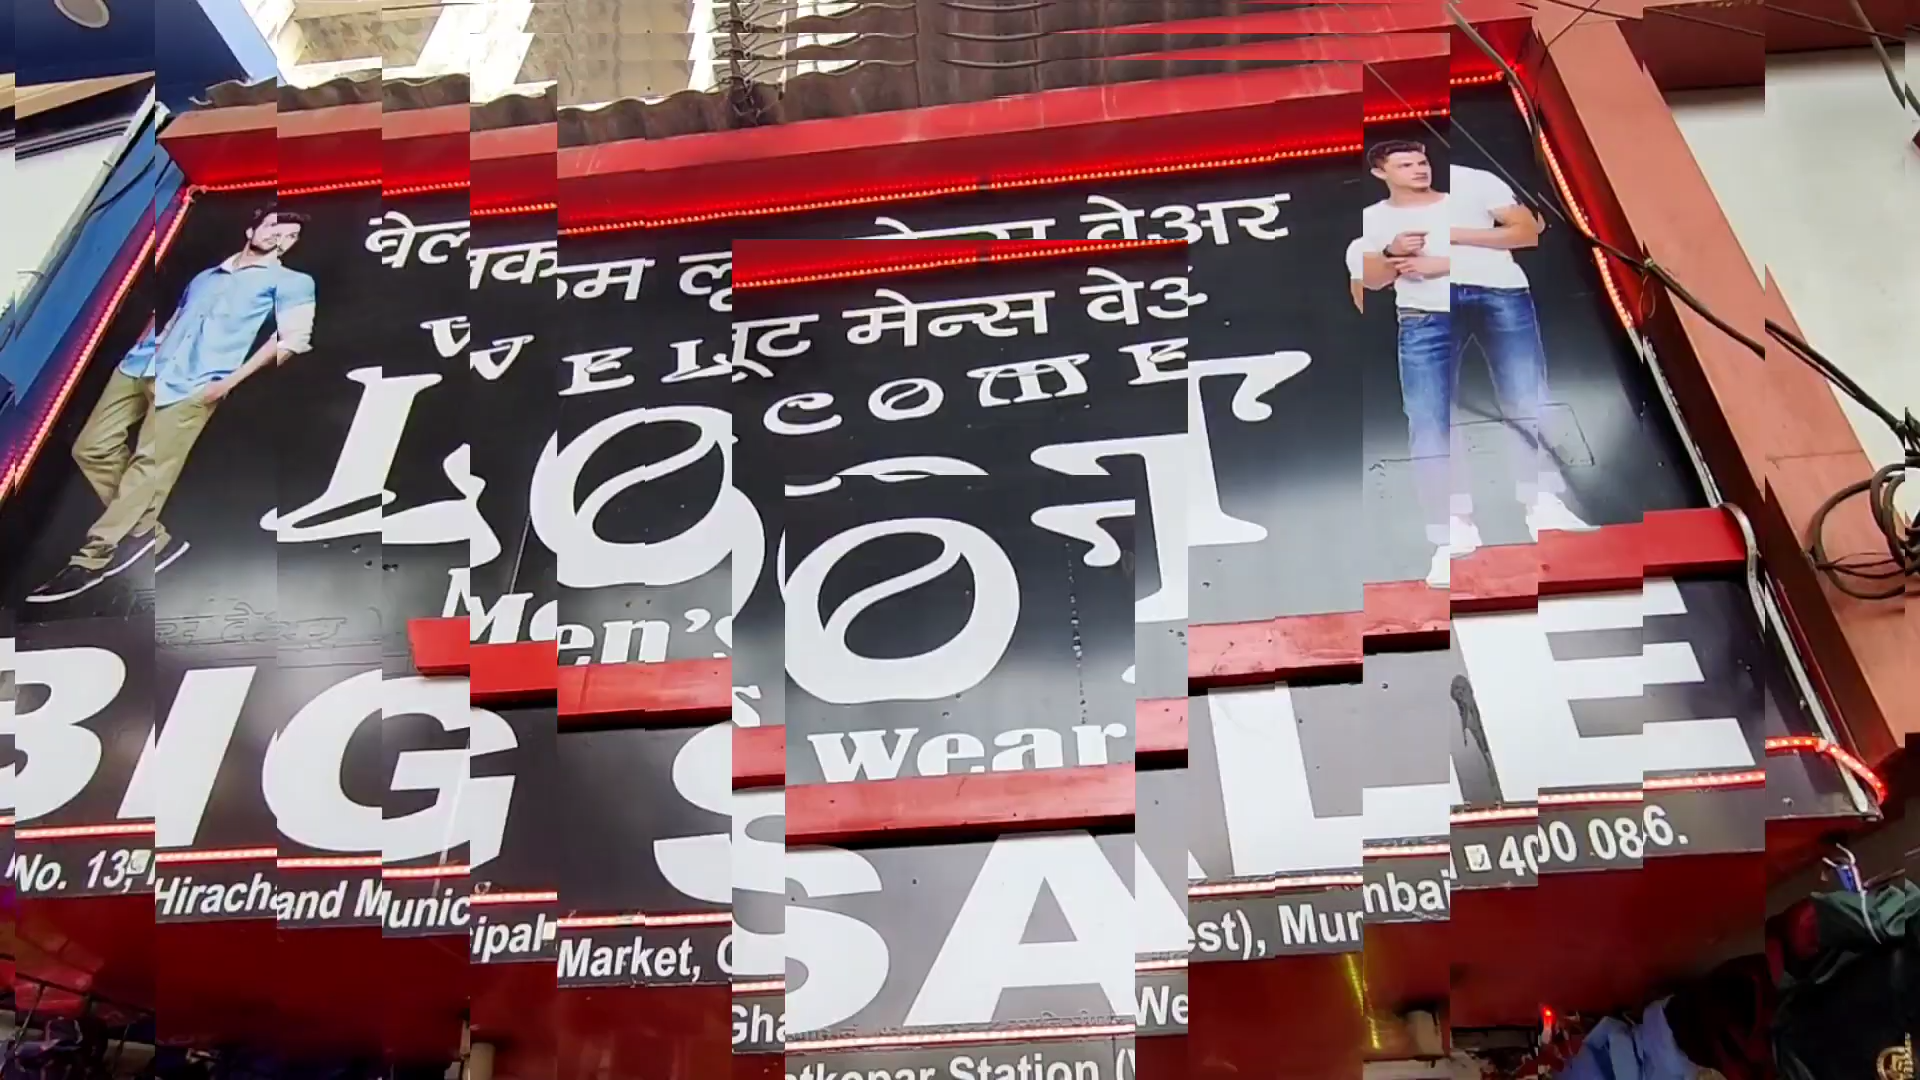 वेलकम लूट मेन्स वेअर
WELCOME
LOOT
Men's Wear
BIG SALE
No. 13, Hirachand Municipal Market, Ghatkopar Station (West), Mumbai 400 086.